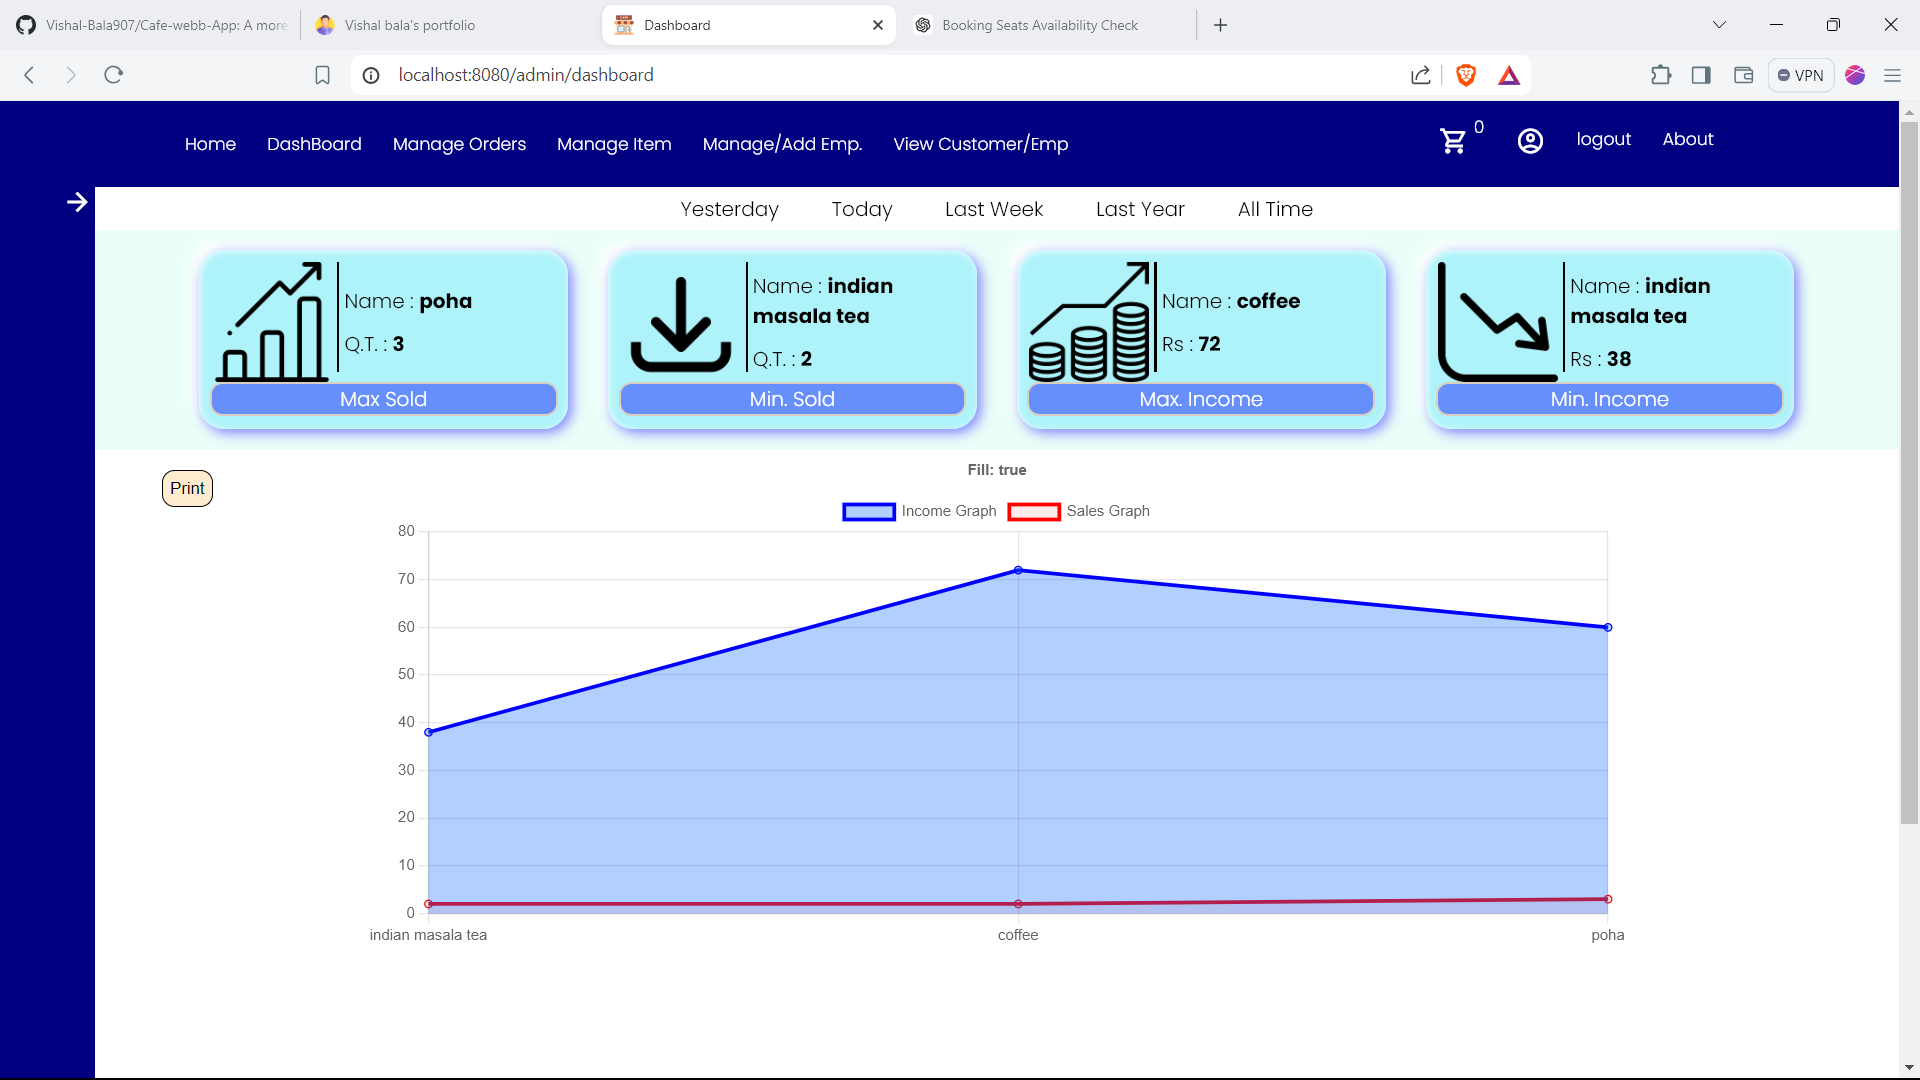 Vishal-Bala907/Cafe-webb-App: A more
Vishal bala's portfolio
Dashboard
Booking Seats Availability Check
localhost:8080/admin/dashboard
VPN
Home DashBoard Manage Orders Manage Item Manage/Add Emp. View Customer/Emp
0
logout About
Yesterday Today Last Week Last Year All Time
Name : poha
Q.T. : 3
Max Sold
Name : indian
masala tea
Q.T. : 2
Min. Sold
Name : coffee
Rs : 72
Max. Income
Name : indian
masala tea
Rs : 38
Min. Income
Print
Fill: true
Income Graph Sales Graph
80
70
60
50
40
30
20
10
0
indian masala tea coffee poha